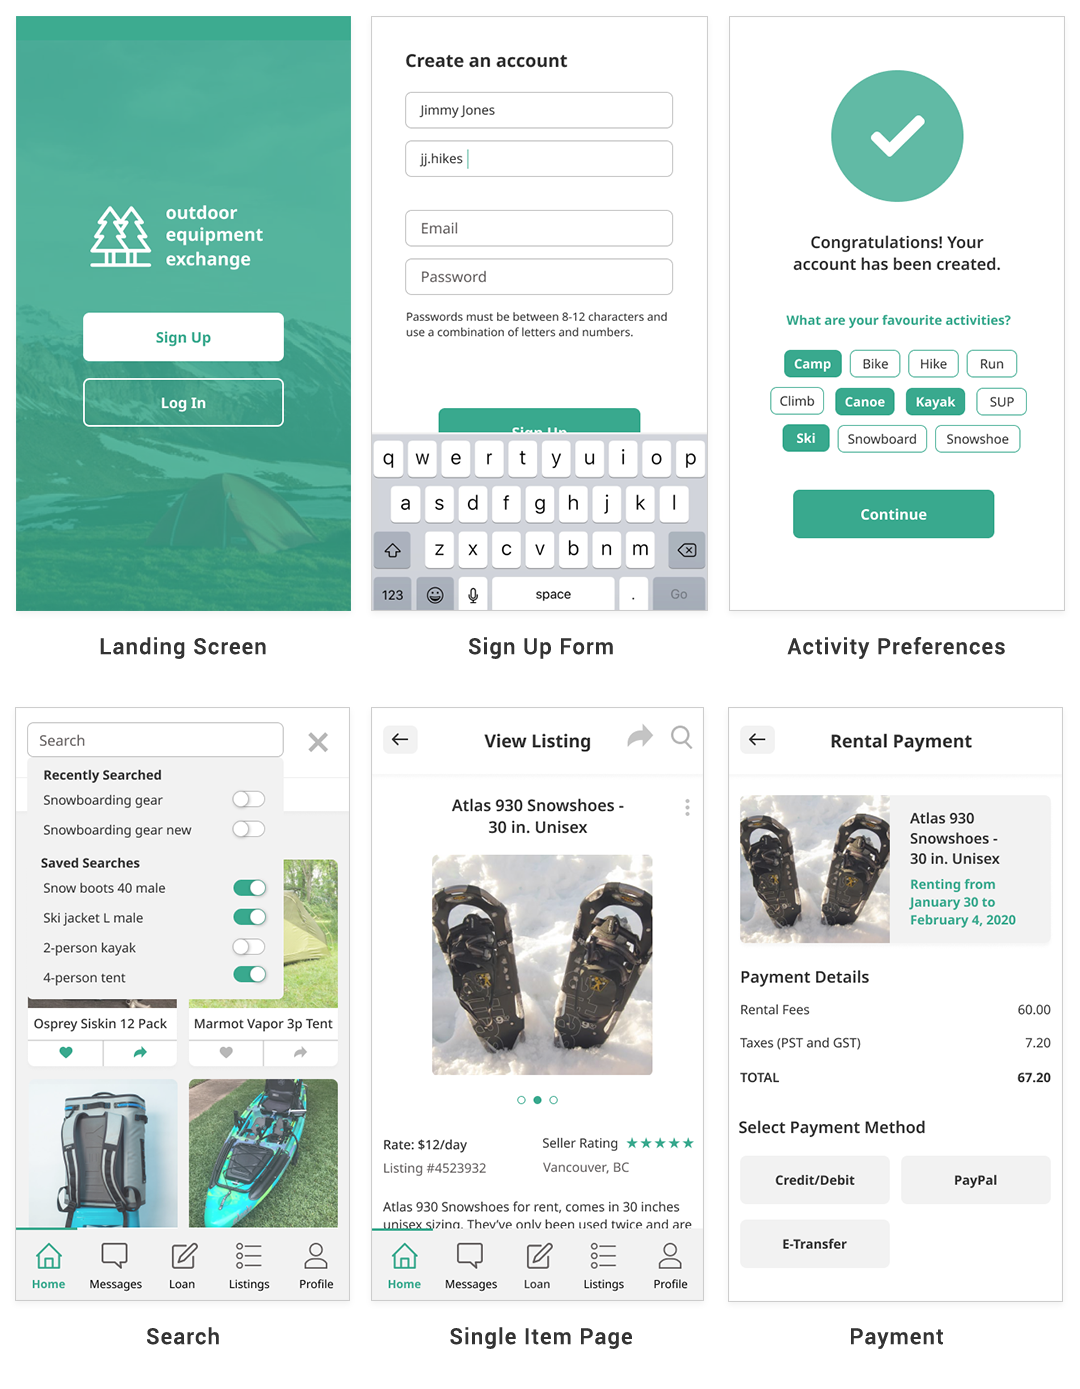 outdoor
equipment
exchange
Sign Up
Log In
Landing Screen
Create an account
Jimmy Jones
jj.hikes
Email
Password
Passwords must be between 8-12 characters and
use a combination of letters and numbers.
Sign Up
q w e r t y u i o p
a s d f g h j k l
z x c v b n m
123 space . Go
Sign Up Form
Congratulations! Your
account has been created.
What are your favourite activities?
Camp Bike Hike Run
Climb Canoe Kayak SUP
Ski Snowboard Snowshoe
Continue
Activity Preferences
Search
Recently Searched
Snowboarding gear
Snowboarding gear new
Saved Searches
Snow boots 40 male
Ski jacket L male
2-person kayak
4-person tent
Osprey Siskin 12 Pack
Marmot Vapor 3p Tent
Home Messages Loan Listings Profile
Search
View Listing
Atlas 930 Snowshoes -
30 in. Unisex
Rate: $12/day
Seller Rating ★★★★★
Listing #4523932
Vancouver, BC
Atlas 930 Snowshoes for rent, comes in 30 inches
unisex sizing. They've only been used twice and are
Home Messages Loan Listings Profile
Single Item Page
Rental Payment
Atlas 930
Snowshoes -
30 in. Unisex
Renting from
January 30 to
February 4, 2020
Payment Details
Rental Fees 60.00
Taxes (PST and GST) 7.20
TOTAL 67.20
Select Payment Method
Credit/Debit PayPal
E-Transfer
Payment